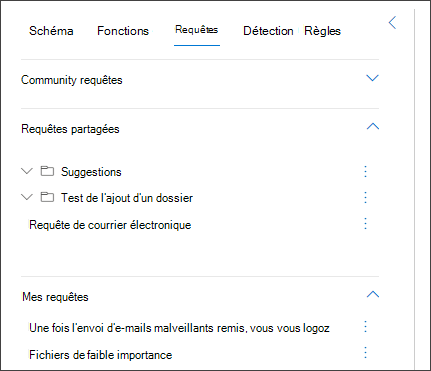 Schéma Fonctions Requêtes Détection Règles
Community requêtes
Requêtes partagées
Suggestions
Test de l'ajout d'un dossier
Requête de courrier électronique
Mes requêtes
Une fois l'envoi d'e-mails malveillants remis, vous vous logoz
Fichiers de faible importance